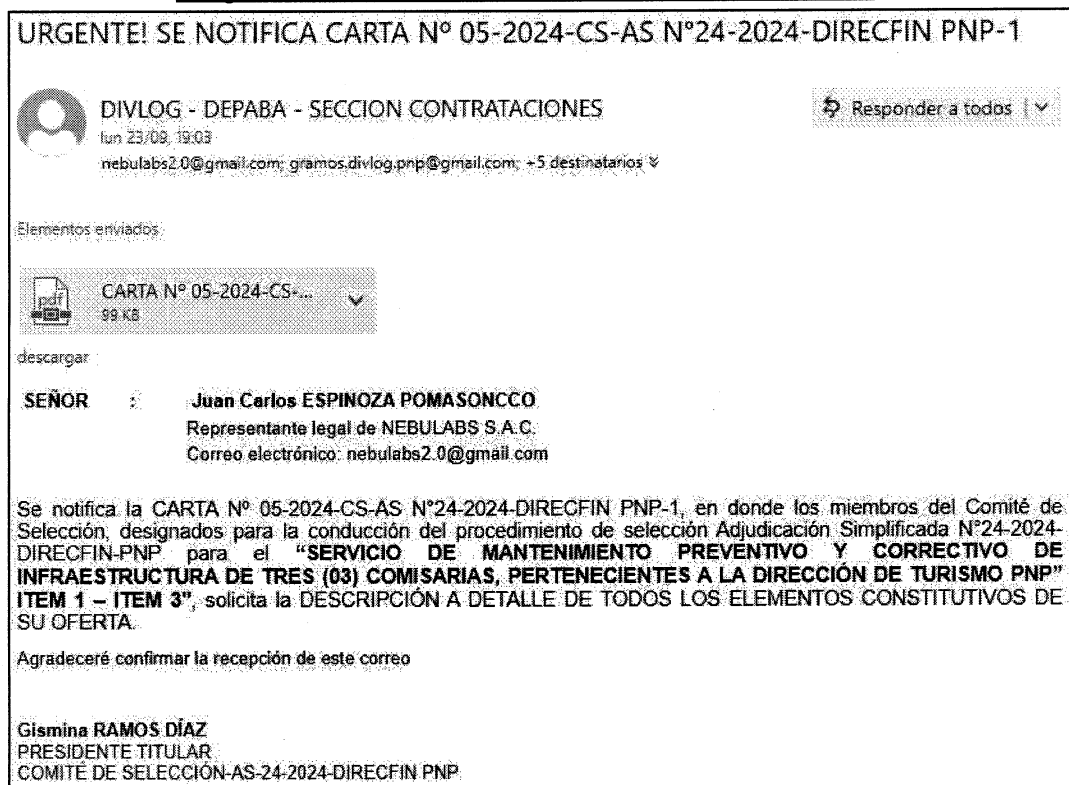 URGENTE! SE NOTIFICA CARTA Nº 05-2024-CS-AS N°24-2024-DIRECFIN PNP-1
DIVLOG - DEPABA - SECCION CONTRATACIONES
Responder a todos
lun 23/09, 19:03
nebulabs2.0@gmail.com; gramos.divlog.pnp@gmail.com; +5 destinatarios
Elementos enviados
pdf
CARTA Nº 05-2024-CS-...
99 KB
descargar
SEÑOR : Juan Carlos ESPINOZA POMASONCCO
Representante legal de NEBULABS S.A.C.
Correo electrónico: nebulabs2.0@gmail.com
Se notifica la CARTA Nº 05-2024-CS-AS N°24-2024-DIRECFIN PNP-1, en donde los miembros del Comité de
Selección, designados para la conducción del procedimiento de selección Adjudicación Simplificada N°24-2024-
DIRECFIN-PNP para el "SERVICIO DE MANTENIMIENTO PREVENTIVO Y CORRECTIVO DE
INFRAESTRUCTURA DE TRES (03) COMISARIAS, PERTENECIENTES A LA DIRECCIÓN DE TURISMO PNP"
ITEM 1 – ITEM 3", solicita la DESCRIPCIÓN A DETALLE DE TODOS LOS ELEMENTOS CONSTITUTIVOS DE
SU OFERTA.
Agradeceré confirmar la recepción de este correo
Gismina RAMOS DÍAZ
PRESIDENTE TITULAR
COMITÉ DE SELECCIÓN-AS-24-2024-DIRECFIN PNP